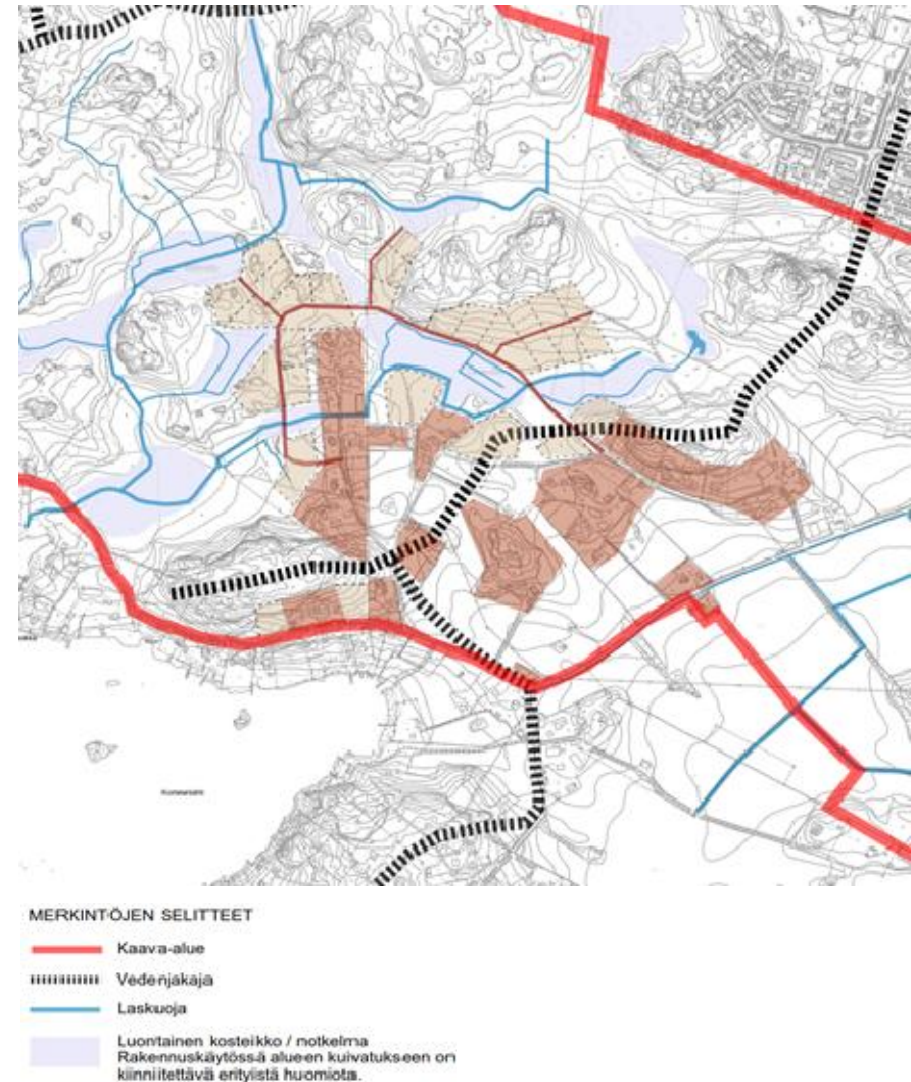 MERKINTÖJEN SELITTEET
Kaava-alue
Vedenjakaja
Laskuoja
Luontainen kosteikko / notkelma
Rakennuskäytössä alueen kuivatukseen on
kiinnitettävä erityistä huomiota.